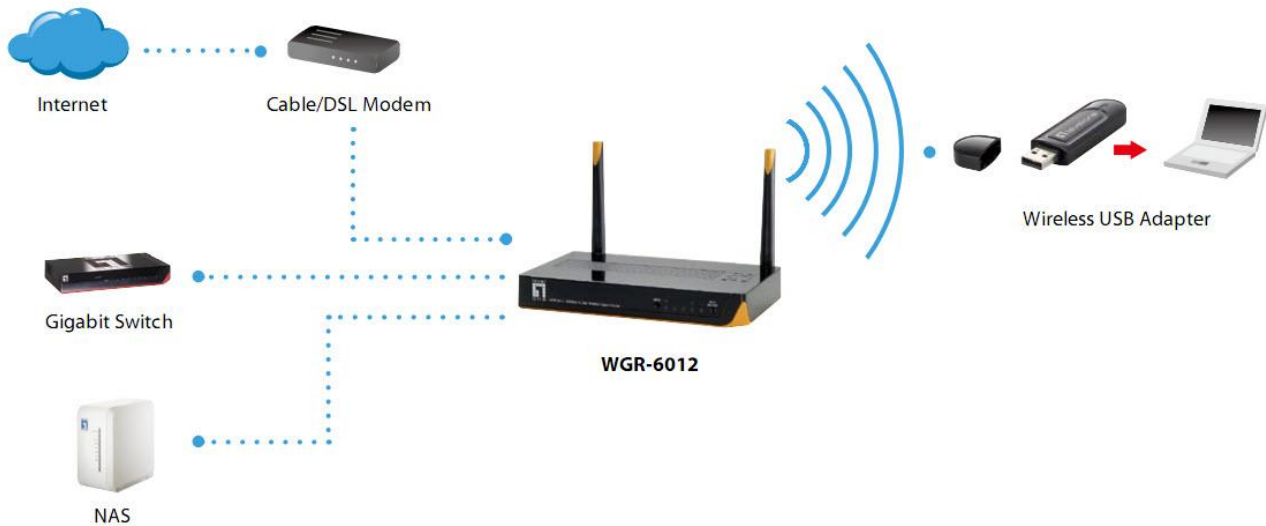 Internet
Cable/DSL Modem
Wireless USB Adapter
Gigabit Switch
WGR-6012
NAS